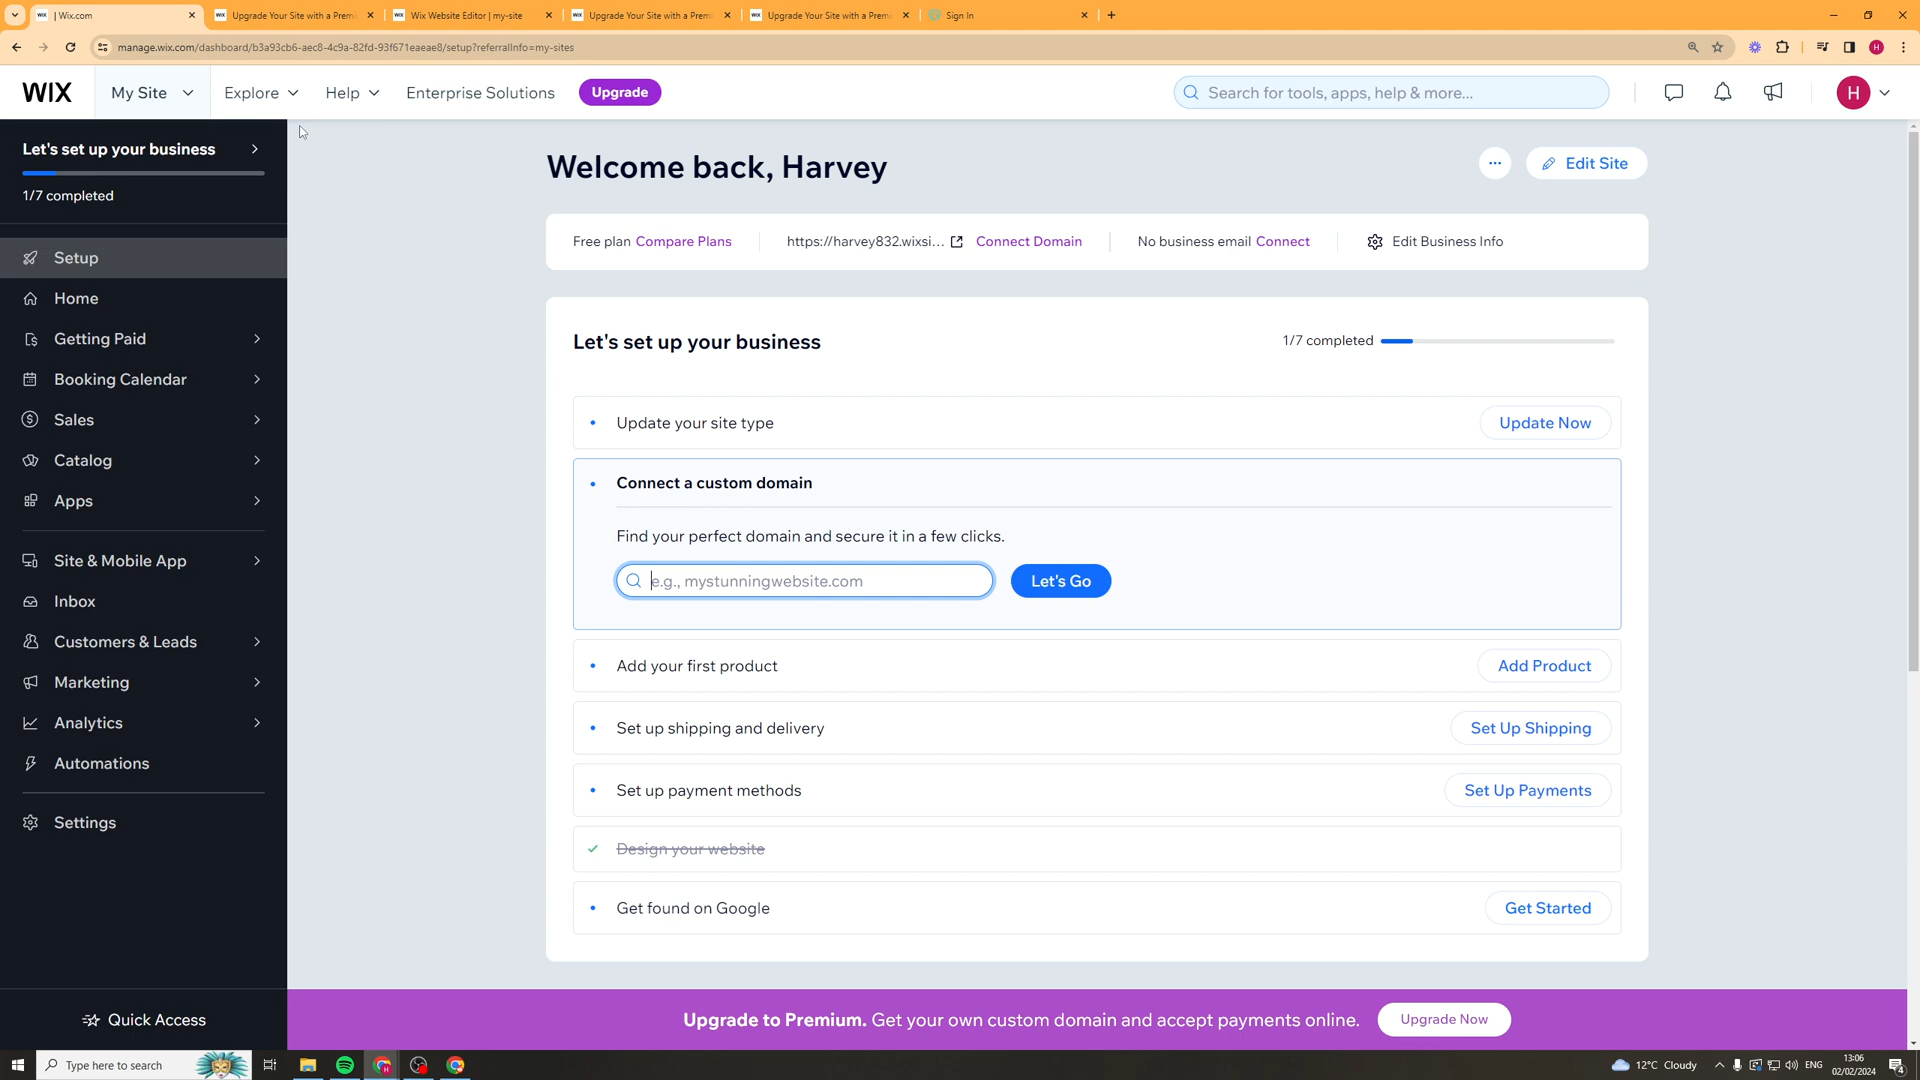 WIX | Wix.com
WIX Upgrade Your Site with a Premi
WIX Wix Website Editor | my-site
WIX Upgrade Your Site with a Premi
WIX Upgrade Your Site with a Premi
Sign In
manage.wix.com/dashboard/b3a93cb6-aec8-4c9a-82fd-93f671eaeae8/setup?referralInfo=my-sites
H
WIX
My Site
Explore
Help
Enterprise Solutions
Upgrade
Search for tools, apps, help & more...
H
Let's set up your business
1/7 completed
Setup
Home
Getting Paid
Booking Calendar
Sales
Catalog
Apps
Site & Mobile App
Inbox
Customers & Leads
Marketing
Analytics
Automations
Settings
Quick Access
Welcome back, Harvey
Edit Site
Free plan Compare Plans
https://harvey832.wixsi... Connect Domain
No business email Connect
Edit Business Info
Let's set up your business
1/7 completed
Update your site type
Update Now
Connect a custom domain
Find your perfect domain and secure it in a few clicks.
e.g., mystunningwebsite.com
Let's Go
Add your first product
Add Product
Set up shipping and delivery
Set Up Shipping
Set up payment methods
Set Up Payments
Design your website
Get found on Google
Get Started
Upgrade to Premium. Get your own custom domain and accept payments online.
Upgrade Now
Type here to search
12°C Cloudy
ENG
13:06
02/02/2024
4